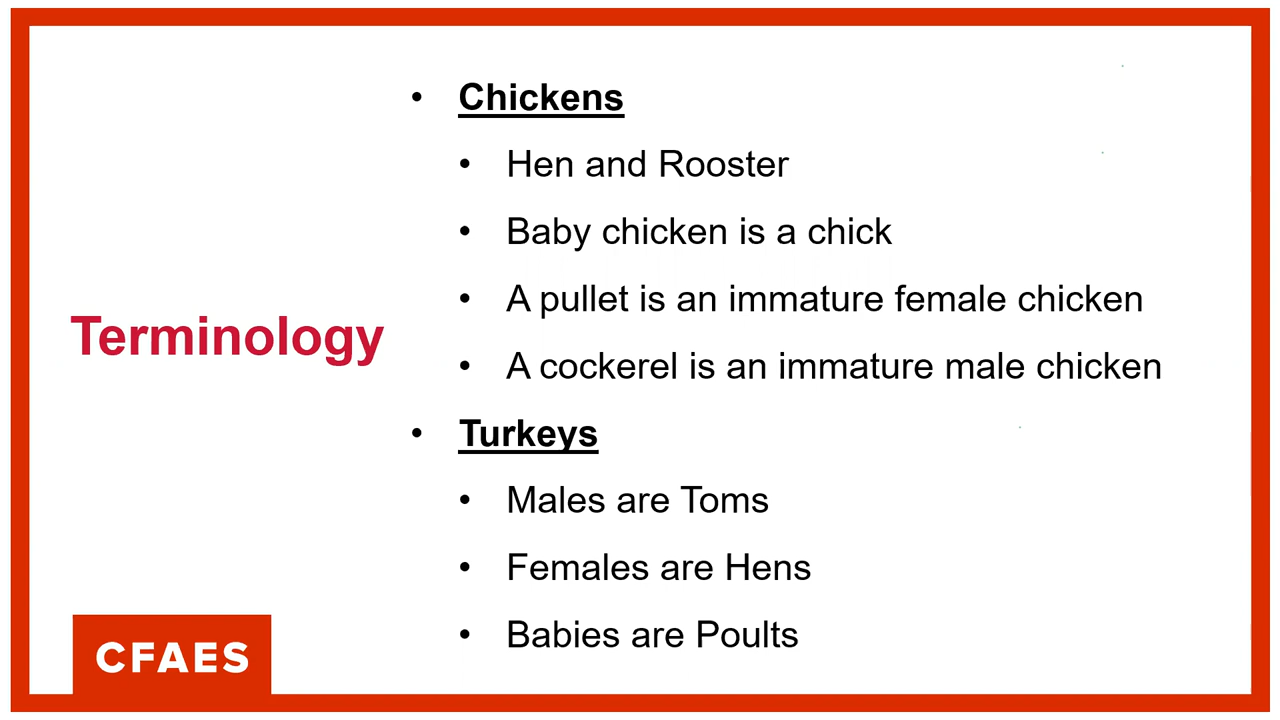 Terminology
• Chickens
• Hen and Rooster
• Baby chicken is a chick
• A pullet is an immature female chicken
• A cockerel is an immature male chicken
• Turkeys
• Males are Toms
• Females are Hens
• Babies are Poults
CFAES